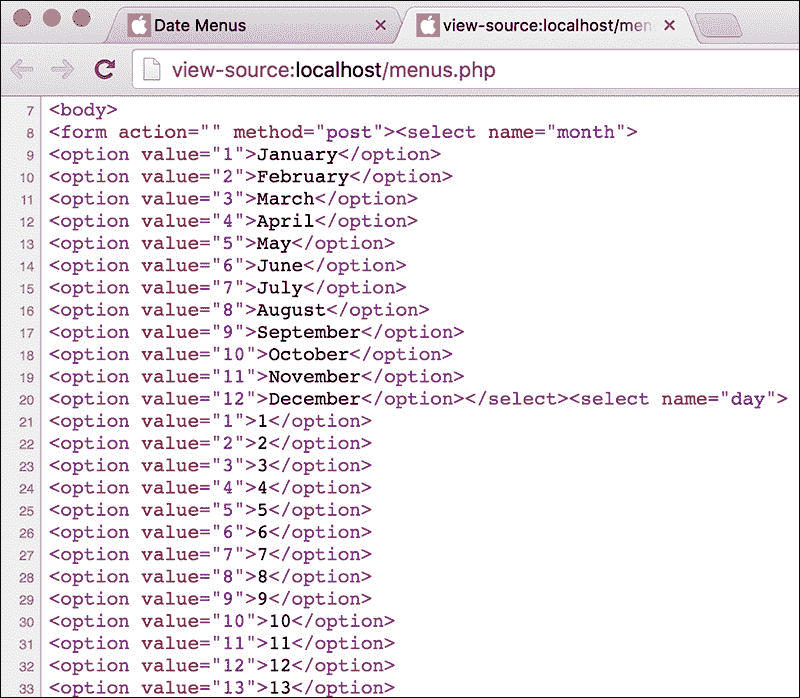 Date Menus
view-source:localhost/men
view-source:localhost/menus.php
7 <body>
8 <form action="" method="post"><select name="month">
9 <option value="1">January</option>
10 <option value="2">February</option>
11 <option value="3">March</option>
12 <option value="4">April</option>
13 <option value="5">May</option>
14 <option value="6">June</option>
15 <option value="7">July</option>
16 <option value="8">August</option>
17 <option value="9">September</option>
18 <option value="10">October</option>
19 <option value="11">November</option>
20 <option value="12">December</option></select><select name="day">
21 <option value="1">1</option>
22 <option value="2">2</option>
23 <option value="3">3</option>
24 <option value="4">4</option>
25 <option value="5">5</option>
26 <option value="6">6</option>
27 <option value="7">7</option>
28 <option value="8">8</option>
29 <option value="9">9</option>
30 <option value="10">10</option>
31 <option value="11">11</option>
32 <option value="12">12</option>
33 <option value="13">13</option>